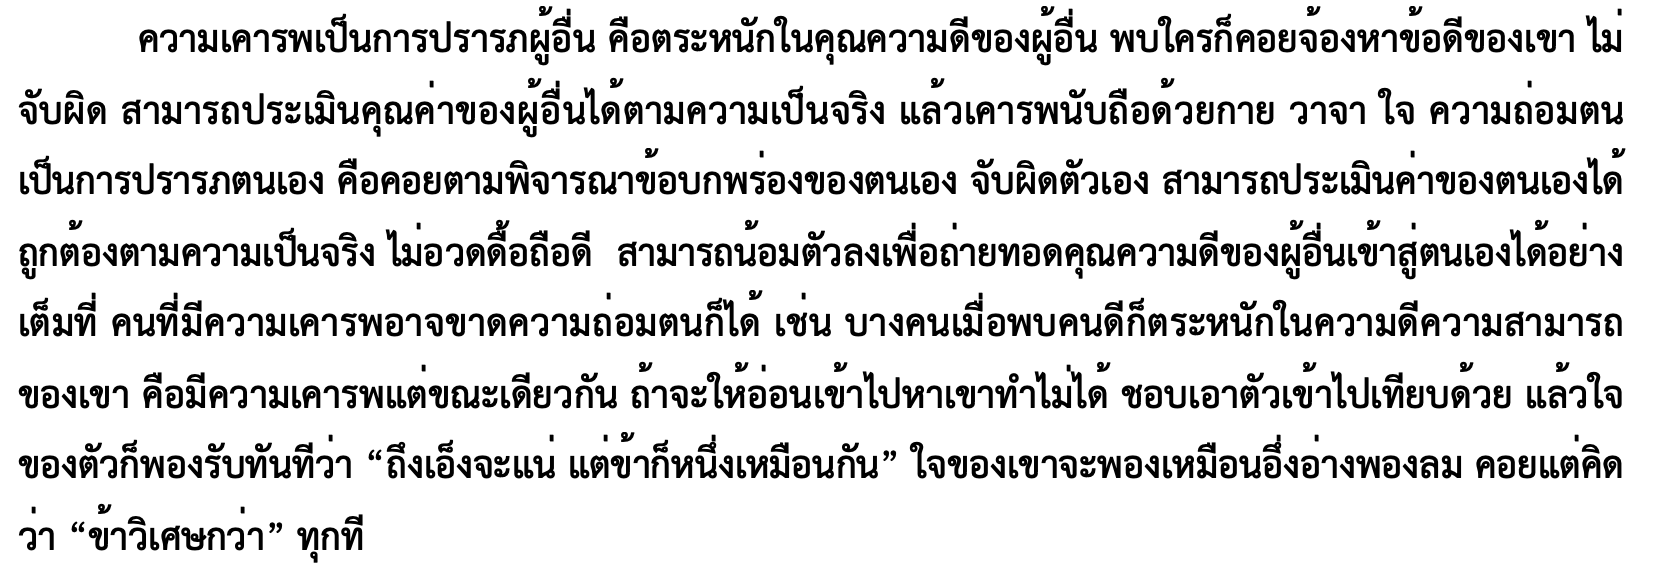 ความเคารพเป็นการปรารภผู้อื่น คือตระหนักในคุณความดีของผู้อื่น พบใครก็คอยจ้องหาข้อดีของเขา ไม่
จับผิด สามารถประเมินคุณค่าของผู้อื่นได้ตามความเป็นจริง แล้วเคารพนับถือด้วยกาย วาจา ใจ ความถ่อมตน
เป็นการปรารภตนเอง คือคอยตามพิจารณาข้อบกพร่องของตนเอง จับผิดตัวเอง สามารถประเมินค่าของตนเองได้
ถูกต้องตามความเป็นจริง ไม่อวดดื้อถือดี  สามารถน้อมตัวลงเพื่อถ่ายทอดคุณความดีของผู้อื่นเข้าสู่ตนเองได้อย่าง
เต็มที่ คนที่มีความเคารพอาจขาดความถ่อมตนก็ได้ เช่น บางคนเมื่อพบคนดีก็ตระหนักในความดีความสามารถ
ของเขา คือมีความเคารพแต่ขณะเดียวกัน ถ้าจะให้อ่อนเข้าไปหาเขาทำไม่ได้ ชอบเอาตัวเข้าไปเทียบด้วย แล้วใจ
ของตัวก็พองรับทันทีว่า “ถึงเอ็งจะแน่ แต่ข้าก็หนึ่งเหมือนกัน” ใจของเขาจะพองเหมือนอึ่งอ่างพองลม คอยแต่คิด
ว่า “ข้าวิเศษกว่า” ทุกที